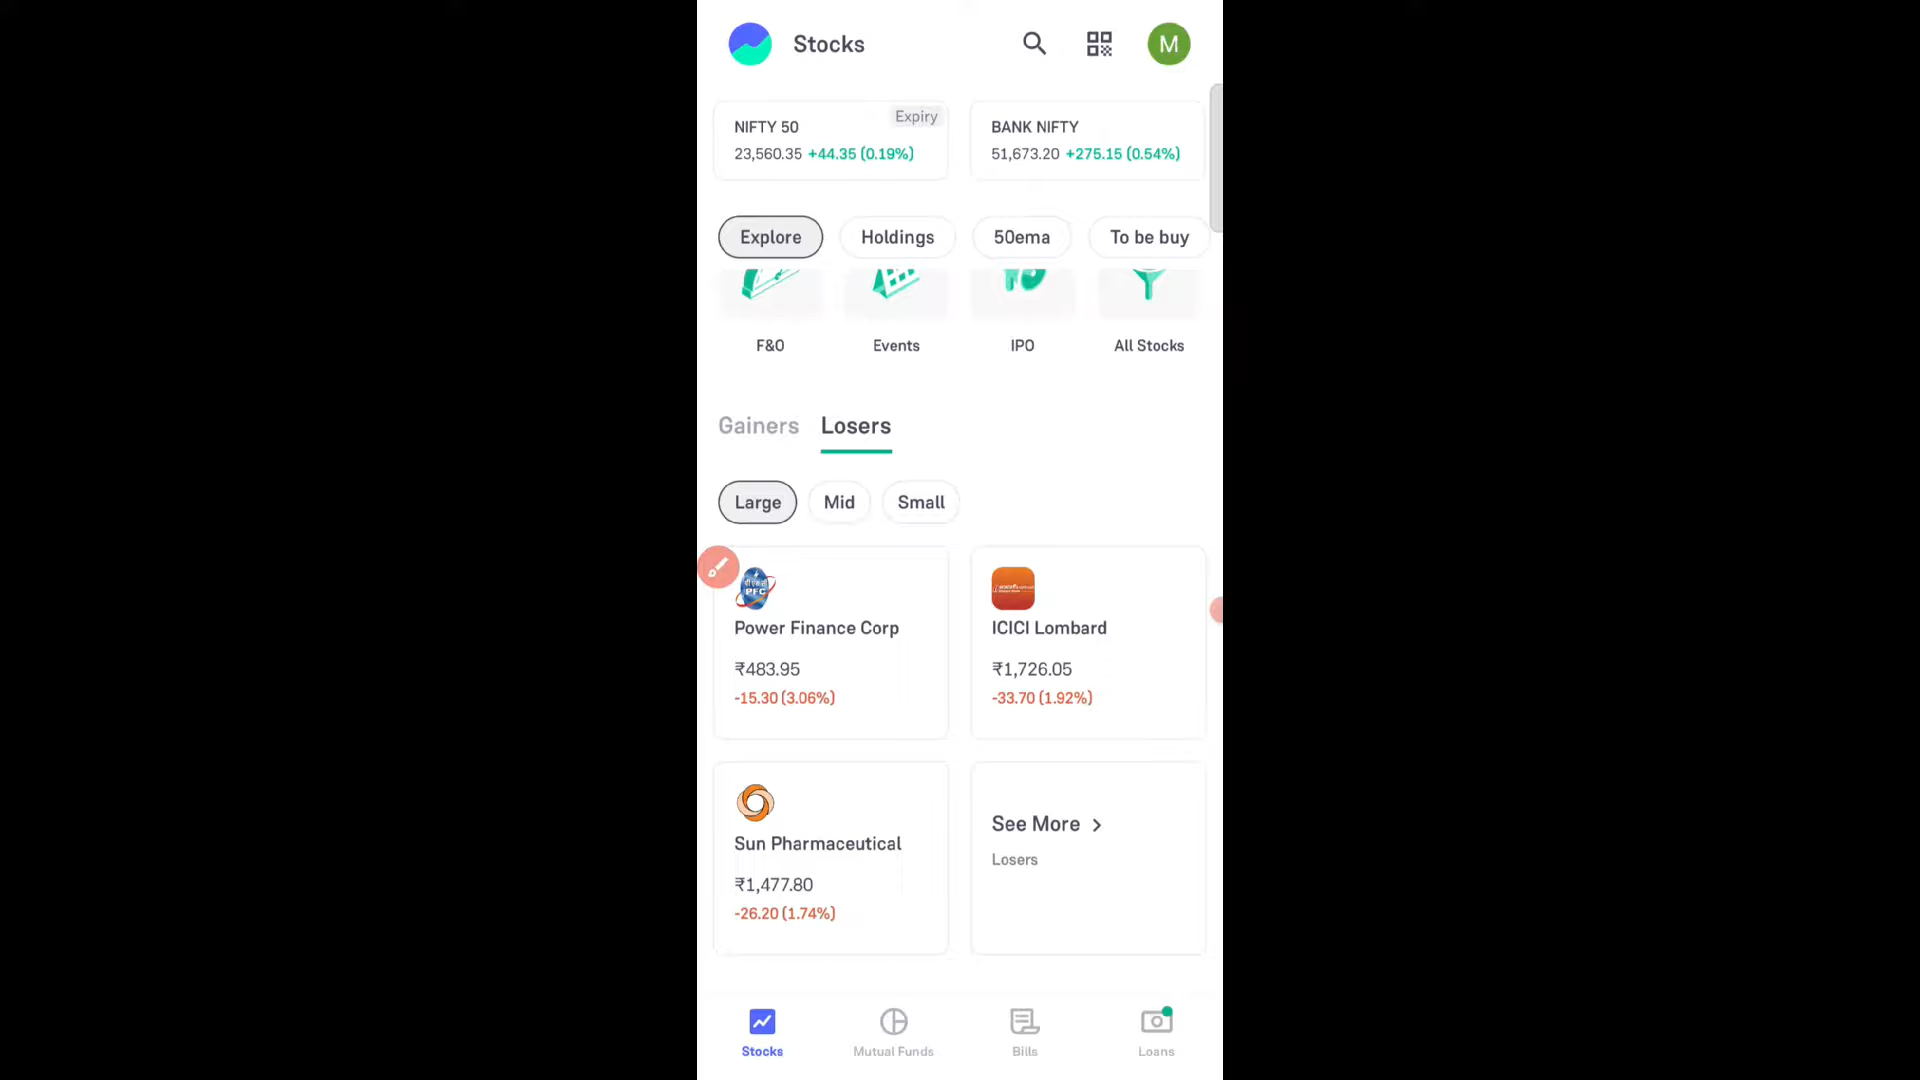 Stocks
M
NIFTY 50
Expiry
23,560.35 +44.35 (0.19%)
BANK NIFTY
51,673.20 +275.15 (0.54%)
Explore
Holdings
50ema
To be buy
F&O
Events
IPO
All Stocks
Gainers
Losers
Large
Mid
Small
PFC
Power Finance Corp
₹483.95
-15.30 (3.06%)
ICICI Lombard
₹1,726.05
-33.70 (1.92%)
Sun Pharmaceutical
₹1,477.80
-26.20 (1.74%)
See More
Losers
Stocks
Mutual Funds
Bills
Loans